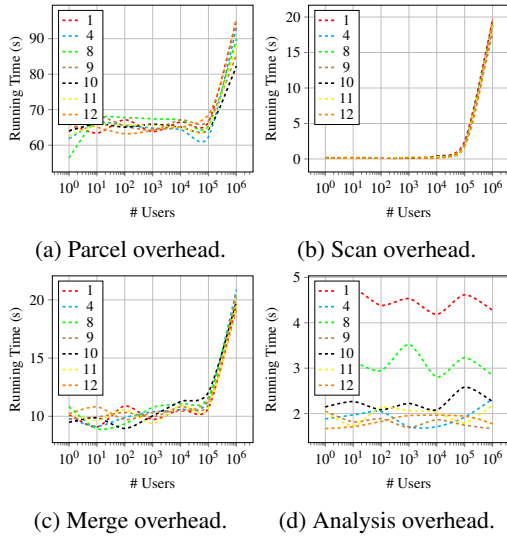 Running Time (s)
90
80
70
60
10^0 10^1 10^2 10^3 10^4 10^5 10^6
# Users
1
4
8
9
10
11
12
(a) Parcel overhead.
Running Time (s)
20
15
10
5
0
10^0 10^1 10^2 10^3 10^4 10^5 10^6
# Users
1
4
8
9
10
11
12
(b) Scan overhead.
Running Time (s)
20
15
10
10^0 10^1 10^2 10^3 10^4 10^5 10^6
# Users
1
4
8
9
10
11
12
(c) Merge overhead.
Running Time (s)
5
4
3
2
10^0 10^1 10^2 10^3 10^4 10^5 10^6
# Users
1
4
8
9
10
11
12
(d) Analysis overhead.